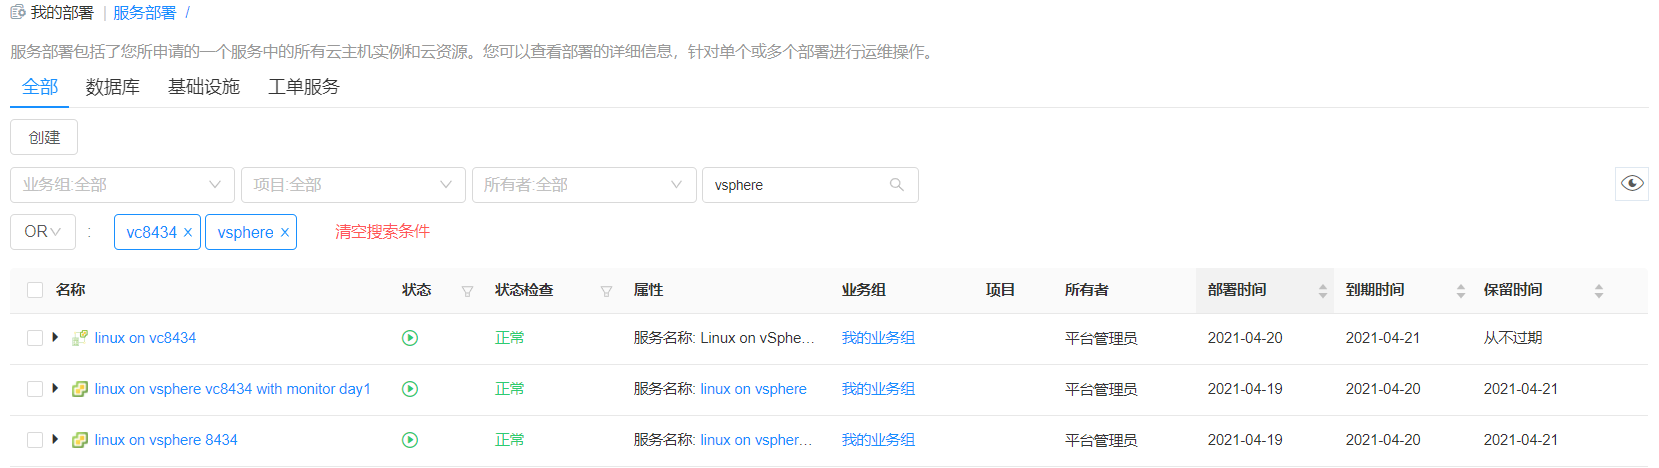 我的部署 | 服务部署 /
服务部署包括了您所申请的一个服务中的所有云主机实例和云资源。您可以查看部署的详细信息，针对单个或多个部署进行运维操作。
全部 数据库 基础设施 工单服务
创建
业务组:全部 项目:全部 所有者:全部 vsphere
OR : vc8434 × vsphere × 清空搜索条件
名称 状态 状态检查 属性 业务组 项目 所有者 部署时间 到期时间 保留时间
linux on vc8434 正常 服务名称: Linux on vSphe... 我的业务组 平台管理员 2021-04-20 2021-04-21 从不过期
linux on vsphere vc8434 with monitor day1 正常 服务名称: linux on vsphere 我的业务组 平台管理员 2021-04-19 2021-04-20 2021-04-21
linux on vsphere 8434 正常 服务名称: linux on vspher... 我的业务组 平台管理员 2021-04-19 2021-04-20 2021-04-21